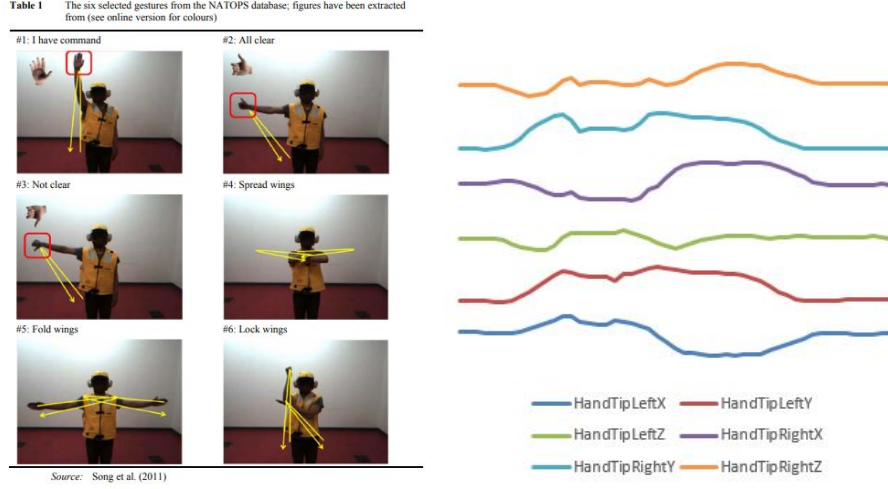 Table 1 The six selected gestures from the NATOPS database; figures have been extracted
from (see online version for colours)
#1: I have command #2: All clear
#3: Not clear #4: Spread wings
#5: Fold wings #6: Lock wings
Source: Song et al. (2011)
HandTipLeftX HandTipLeftY
HandTipLeftZ HandTipRightX
HandTipRightY HandTipRightZ